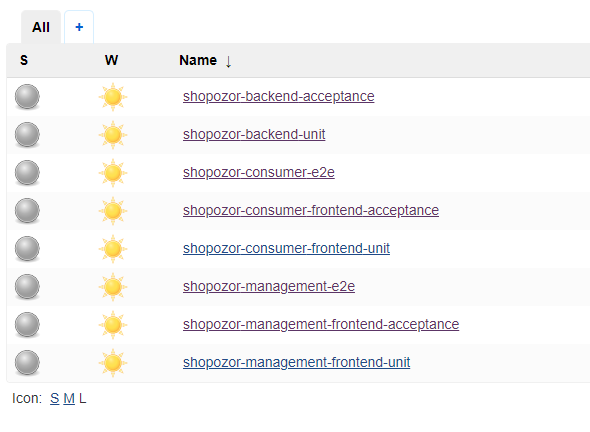 All +
S W Name ↓
shopozor-backend-acceptance
shopozor-backend-unit
shopozor-consumer-e2e
shopozor-consumer-frontend-acceptance
shopozor-consumer-frontend-unit
shopozor-management-e2e
shopozor-management-frontend-acceptance
shopozor-management-frontend-unit
Icon: S M L